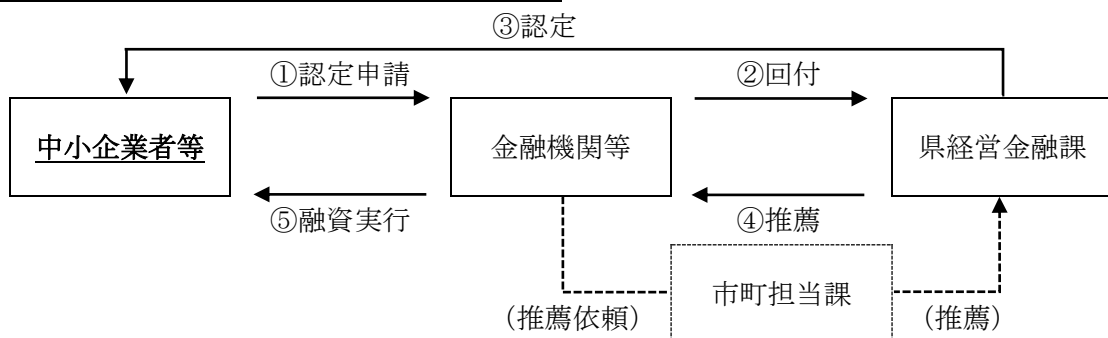 ③認定
①認定申請
②回付
中小企業者等
金融機関等
県経営金融課
⑤融資実行
④推薦
市町担当課
（推薦依頼）
（推薦）